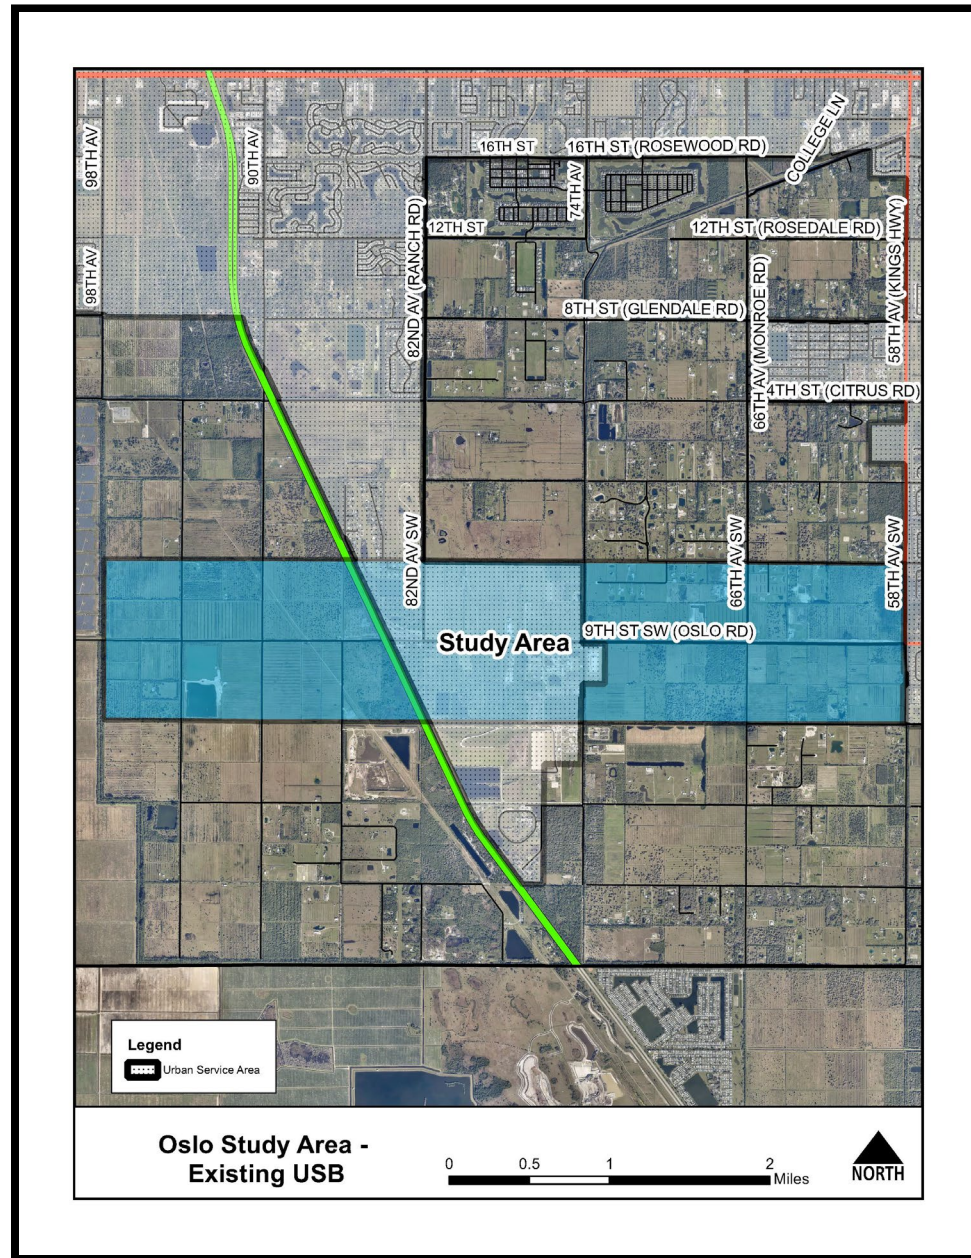 98TH AV
90TH AV
16TH ST
16TH ST (ROSEWOOD RD)
COLLEGE LN
74TH AV
98TH AV
82ND AV (RANCH RD)
12TH ST
12TH ST (ROSEDALE RD)
58TH AV (KINGS HWY)
8TH ST (GLENDALE RD)
66TH AV (MONROE RD)
4TH ST (CITRUS RD)
82ND AV SW
66TH AV SW
58TH AV SW
9TH ST SW (OSLO RD)
Study Area
Legend
Urban Service Area
Oslo Study Area -
Existing USB
0 0.5 1 2
Miles
NORTH